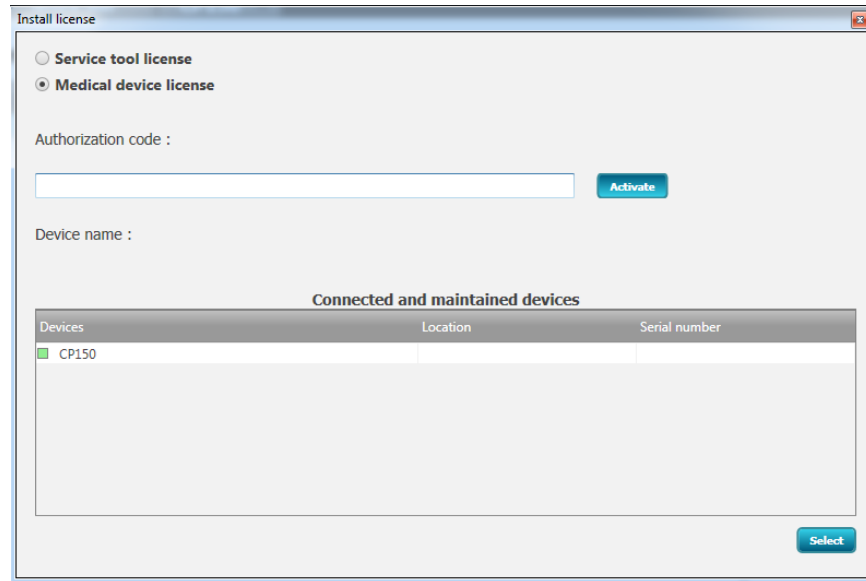 Install license
Service tool license
Medical device license
Authorization code :
Activate
Device name :
Connected and maintained devices
Devices Location Serial number
CP150
Select